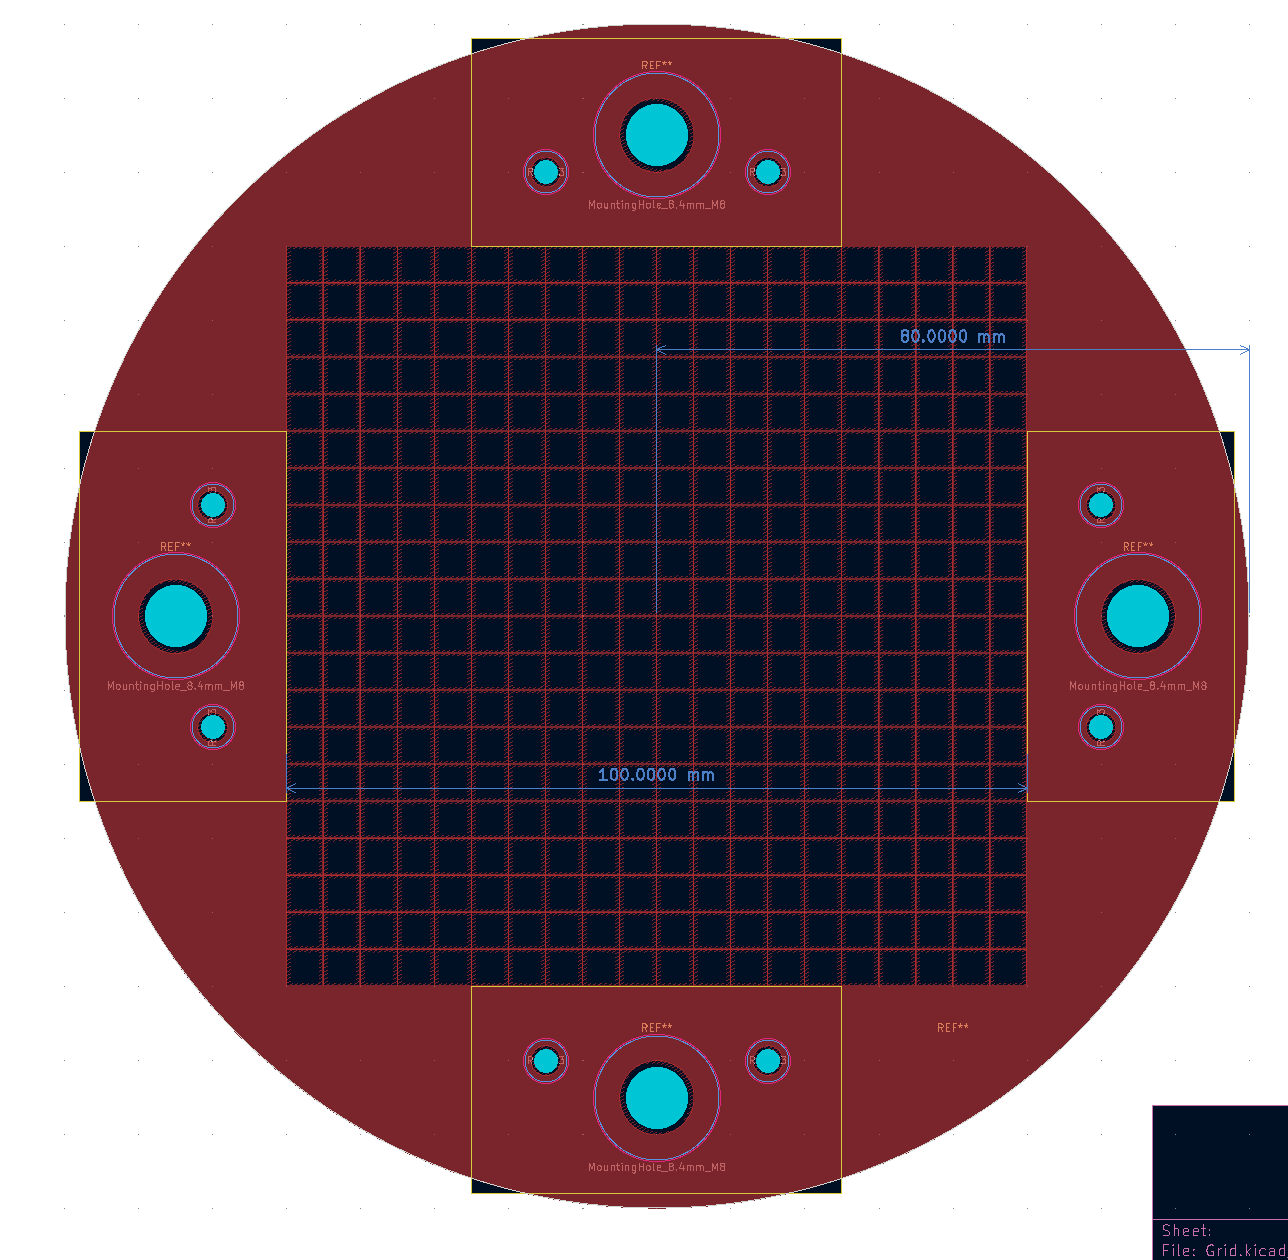 REF**
MountingHole_8.4mm_M8
80.0000 mm
REF**
REF**
MountingHole_8.4mm_M8
MountingHole_8.4mm_M8
100.0000 mm
REF**
REF**
MountingHole_8.4mm_M8
Sheet:
File: Grid.kicad